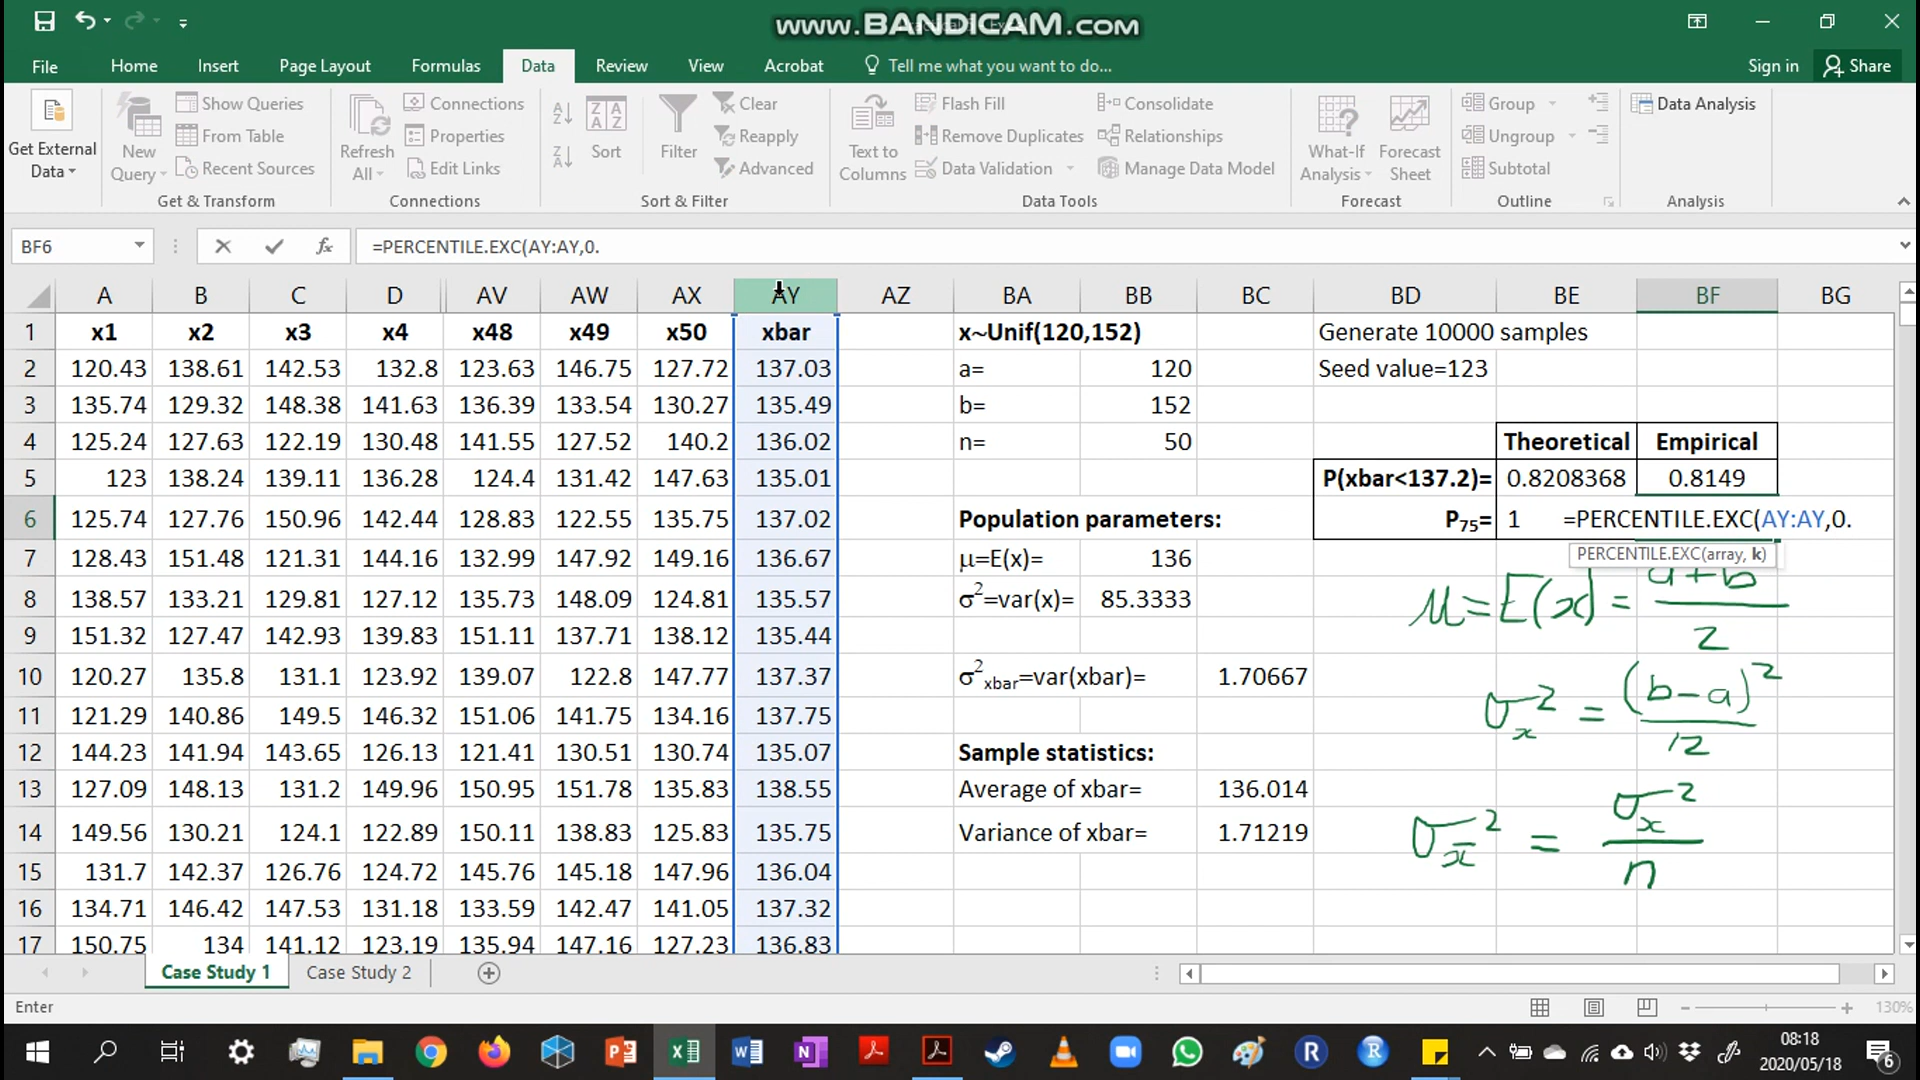 www.BANDICAM.com
File Home Insert Page Layout Formulas Data Review View Acrobat Tell me what you want to do... Sign in Share
Get External Data
New Query
Show Queries
From Table
Recent Sources
Get & Transform
Refresh All
Connections
Properties
Edit Links
Connections
Sort
Filter
Clear
Reapply
Advanced
Sort & Filter
Text to Columns
Flash Fill
Remove Duplicates
Data Validation
Consolidate
Relationships
Manage Data Model
Data Tools
What-If Analysis
Forecast Sheet
Forecast
Group
Ungroup
Subtotal
Outline
Data Analysis
Analysis
BF6 fx =PERCENTILE.EXC(AY:AY,0.
A B C D AV AW AX AY AZ BA BB BC BD BE BF BG
1 x1 x2 x3 x4 x48 x49 x50 xbar x~Unif(120,152) Generate 10000 samples
2 120.43 138.61 142.53 132.8 123.63 146.75 127.72 137.03 a= 120 Seed value=123
3 135.74 129.32 148.38 141.63 136.39 133.54 130.27 135.49 b= 152
4 125.24 127.63 122.19 130.48 141.55 127.52 140.2 136.02 n= 50 Theoretical Empirical
5 123 138.24 139.11 136.28 124.4 131.42 147.63 135.01 P(xbar<137.2)= 0.8208368 0.8149
6 125.74 127.76 150.96 142.44 128.83 122.55 135.75 137.02 Population parameters: P75= 1 =PERCENTILE.EXC(AY:AY,0.
PERCENTILE.EXC(array, k)
7 128.43 151.48 121.31 144.16 132.99 147.92 149.16 136.67 μ=E(x)= 136
8 138.57 133.21 129.81 127.12 135.73 148.09 124.81 135.57 σ2=var(x)= 85.3333
9 151.32 127.47 142.93 139.83 151.11 137.71 138.12 135.44
10 120.27 135.8 131.1 123.92 139.07 122.8 147.77 137.37 σ2xbar=var(xbar)= 1.70667
11 121.29 140.86 149.5 146.32 151.06 141.75 134.16 137.75
12 144.23 141.94 143.65 126.13 121.41 130.51 130.74 135.07 Sample statistics:
13 127.09 148.13 131.2 149.96 150.95 151.78 135.83 138.55 Average of xbar= 136.014
14 149.56 130.21 124.1 122.89 150.11 138.83 125.83 135.75 Variance of xbar= 1.71219
15 131.7 142.37 126.76 124.72 145.76 145.18 147.96 136.04
16 134.71 146.42 147.53 131.18 133.59 142.47 141.05 137.32
17 150.75 134 141.12 123.19 135.94 147.16 127.23 136.83
μ=E(x)= a+b
2
σx2 = (b-a)2
12
σx̄2 = σx2
n
Case Study 1 Case Study 2
Enter 130%
08:18
2020/05/18
6